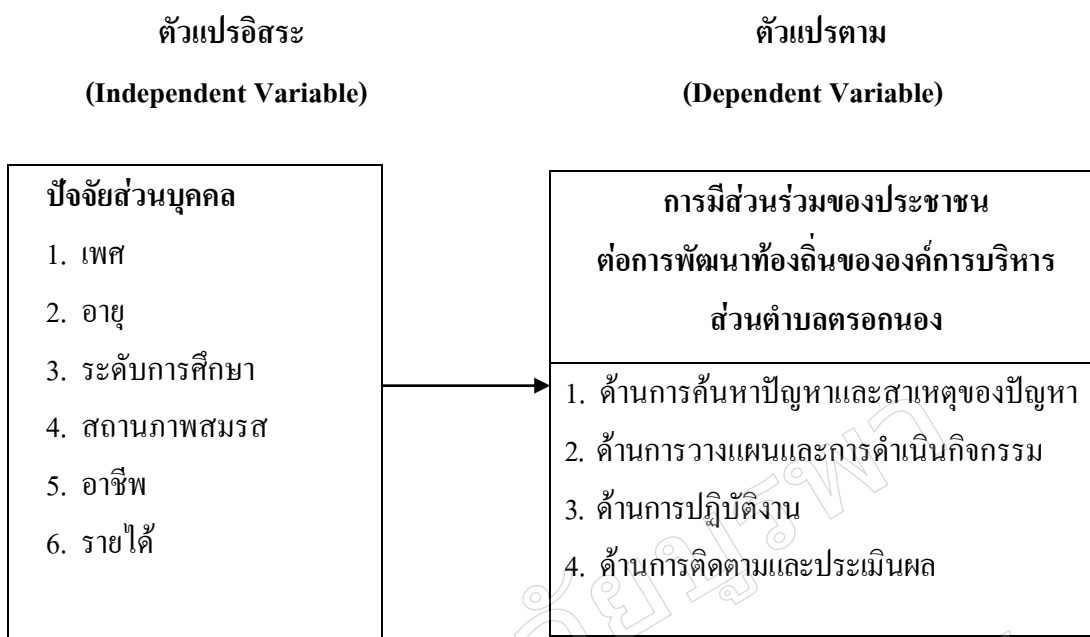 ตัวแปรอิสระ
(Independent Variable)
ตัวแปรตาม
(Dependent Variable)
ปัจจัยส่วนบุคคล
1. เพศ
2. อายุ
3. ระดับการศึกษา
4. สถานภาพสมรส
5. อาชีพ
6. รายได้
การมีส่วนร่วมของประชาชน
ต่อการพัฒนาท้องถิ่นขององค์การบริหาร
ส่วนตำบลตรอกนอง
1. ด้านการค้นหาปัญหาและสาเหตุของปัญหา
2. ด้านการวางแผนและการดำเนินกิจกรรม
3. ด้านการปฏิบัติงาน
4. ด้านการติดตามและประเมินผล